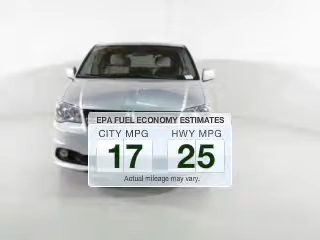 EPA FUEL ECONOMY ESTIMATES
CITY MPG HWY MPG
17 25
Actual mileage may vary.